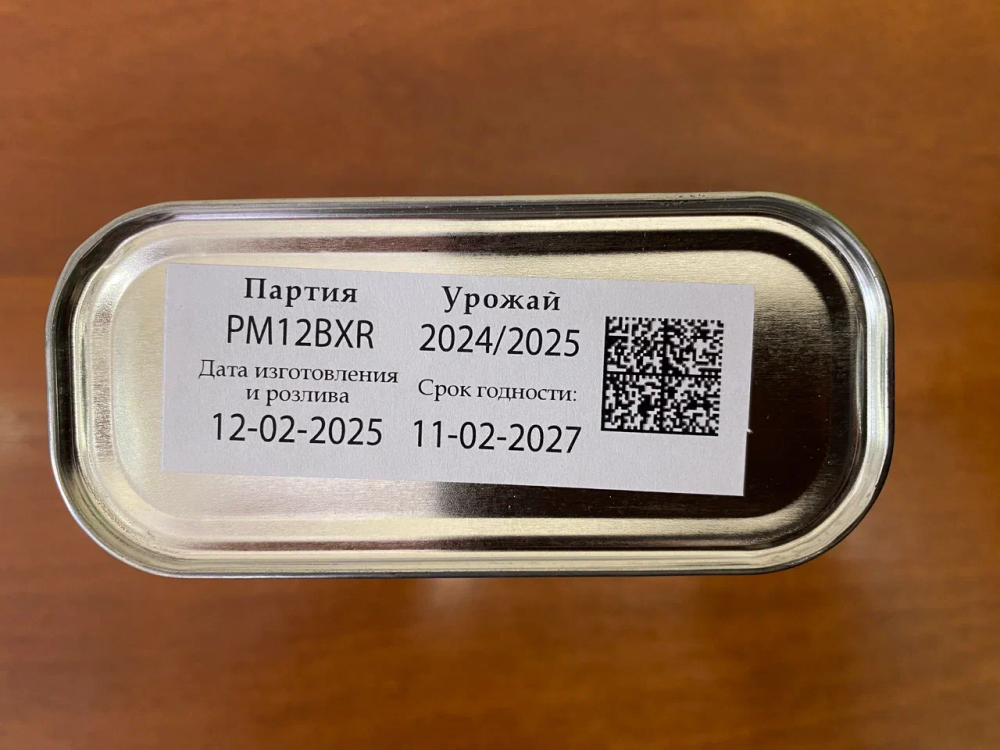 Партия
PM12BXR
Дата изготовления
и розлива
12-02-2025
Урожай
2024/2025
Срок годности:
11-02-2027